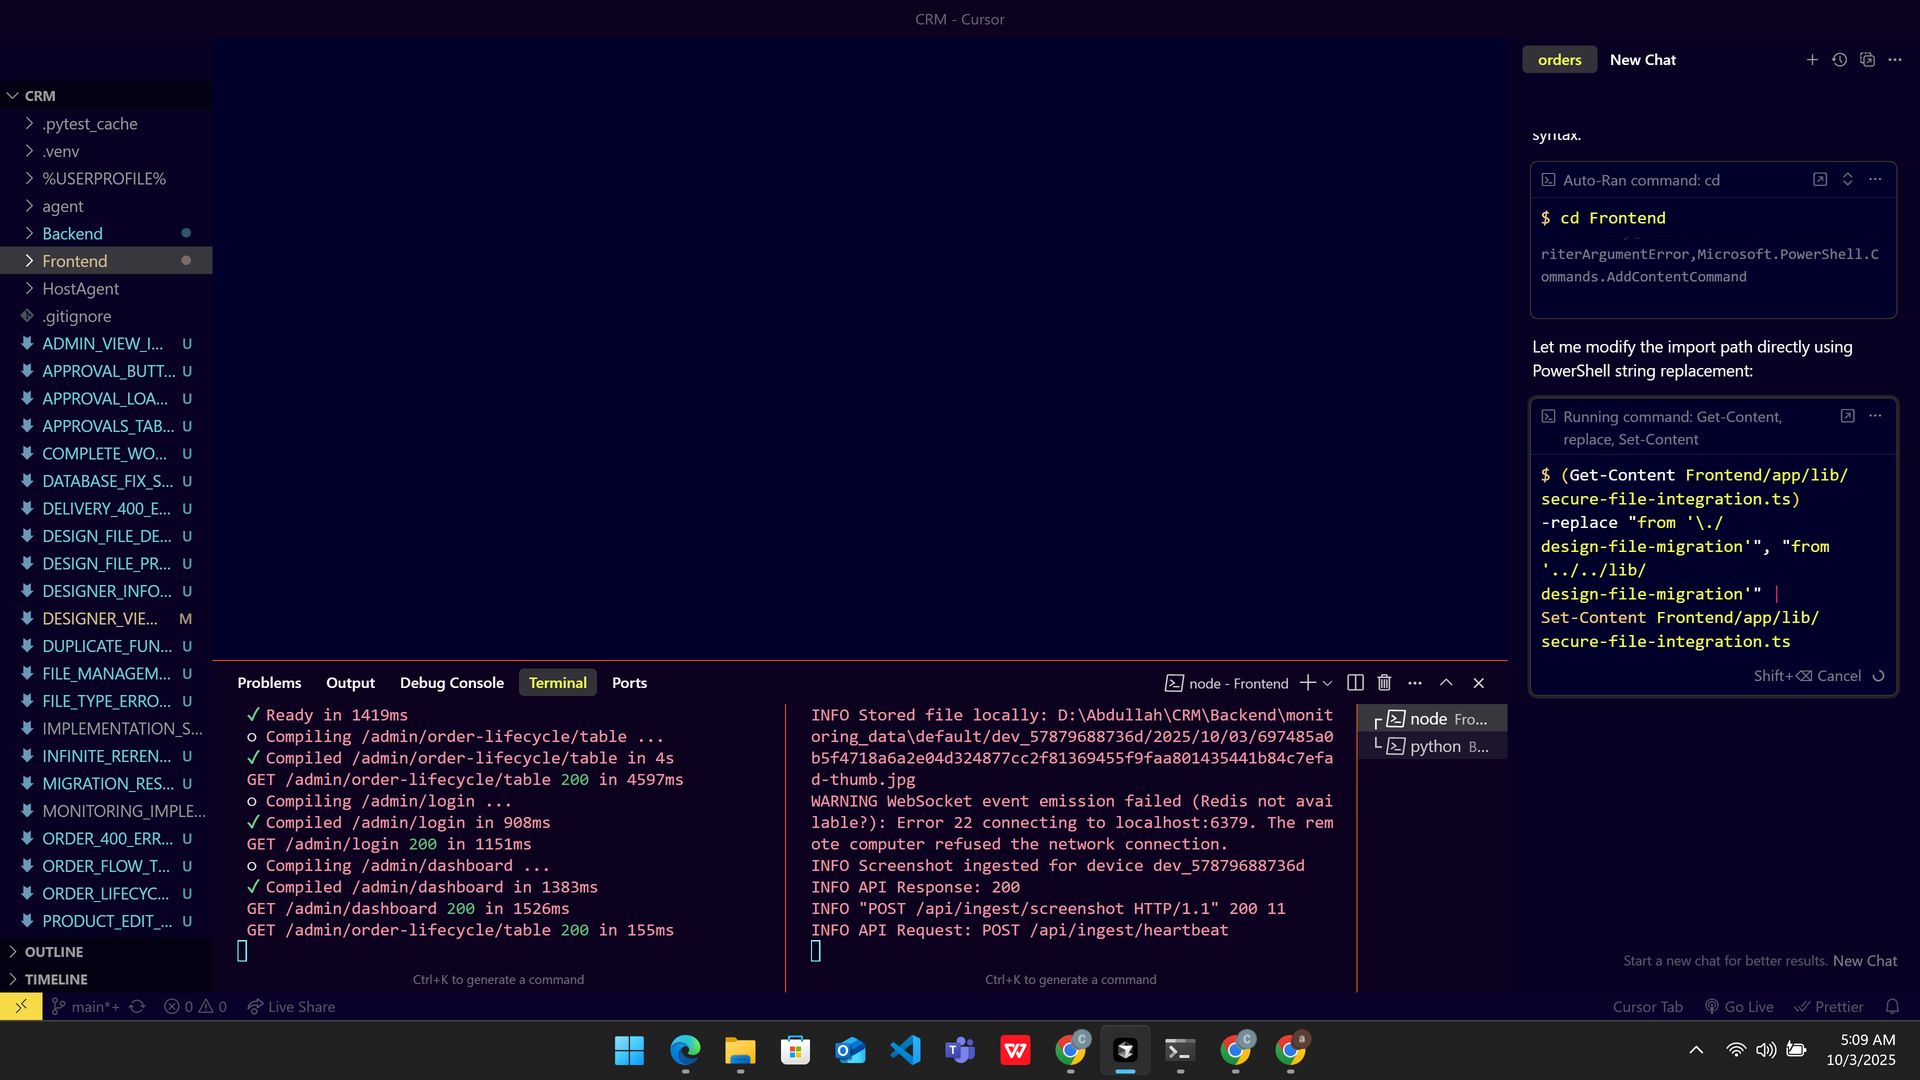 CRM - Cursor
CRM
.pytest_cache
.venv
%USERPROFILE%
agent
Backend
Frontend
HostAgent
.gitignore
ADMIN_VIEW_I... U
APPROVAL_BUTT... U
APPROVAL_LOA... U
APPROVALS_TAB... U
COMPLETE_WO... U
DATABASE_FIX_S... U
DELIVERY_400_E... U
DESIGN_FILE_DE... U
DESIGN_FILE_PR... U
DESIGNER_INFO... U
DESIGNER_VIE... M
DUPLICATE_FUN... U
FILE_MANAGEM... U
FILE_TYPE_ERRO... U
IMPLEMENTATION_S...
INFINITE_REREN... U
MIGRATION_RES... U
MONITORING_IMPLE...
ORDER_400_ERR... U
ORDER_FLOW_T... U
ORDER_LIFECYC... U
PRODUCT_EDIT_... U
OUTLINE
TIMELINE
Problems Output Debug Console Terminal Ports
node - Frontend
✓ Ready in 1419ms
○ Compiling /admin/order-lifecycle/table ...
✓ Compiled /admin/order-lifecycle/table in 4s
GET /admin/order-lifecycle/table 200 in 4597ms
○ Compiling /admin/login ...
✓ Compiled /admin/login in 908ms
GET /admin/login 200 in 1151ms
○ Compiling /admin/dashboard ...
✓ Compiled /admin/dashboard in 1383ms
GET /admin/dashboard 200 in 1526ms
GET /admin/order-lifecycle/table 200 in 155ms
Ctrl+K to generate a command
INFO Stored file locally: D:\Abdullah\CRM\Backend\monit
oring_data\default/dev_57879688736d/2025/10/03/697485a0
b5f4718a6a2e04d324877cc2f81369455f9faa801435441b84c7efa
d-thumb.jpg
WARNING WebSocket event emission failed (Redis not avai
lable?): Error 22 connecting to localhost:6379. The rem
ote computer refused the network connection.
INFO Screenshot ingested for device dev_57879688736d
INFO API Response: 200
INFO "POST /api/ingest/screenshot HTTP/1.1" 200 11
INFO API Request: POST /api/ingest/heartbeat
Ctrl+K to generate a command
node Fro...
python B...
orders New Chat
syntax.
Auto-Ran command: cd
$ cd Frontend
riterArgumentError,Microsoft.PowerShell.C
ommands.AddContentCommand
Let me modify the import path directly using
PowerShell string replacement:
Running command: Get-Content,
replace, Set-Content
$ (Get-Content Frontend/app/lib/
secure-file-integration.ts)
-replace "from '\./
design-file-migration'", "from
'../../lib/
design-file-migration'" |
Set-Content Frontend/app/lib/
secure-file-integration.ts
Shift+⌫ Cancel
Start a new chat for better results. New Chat
main*+ 0 0 Live Share
Cursor Tab Go Live Prettier
5:09 AM
10/3/2025